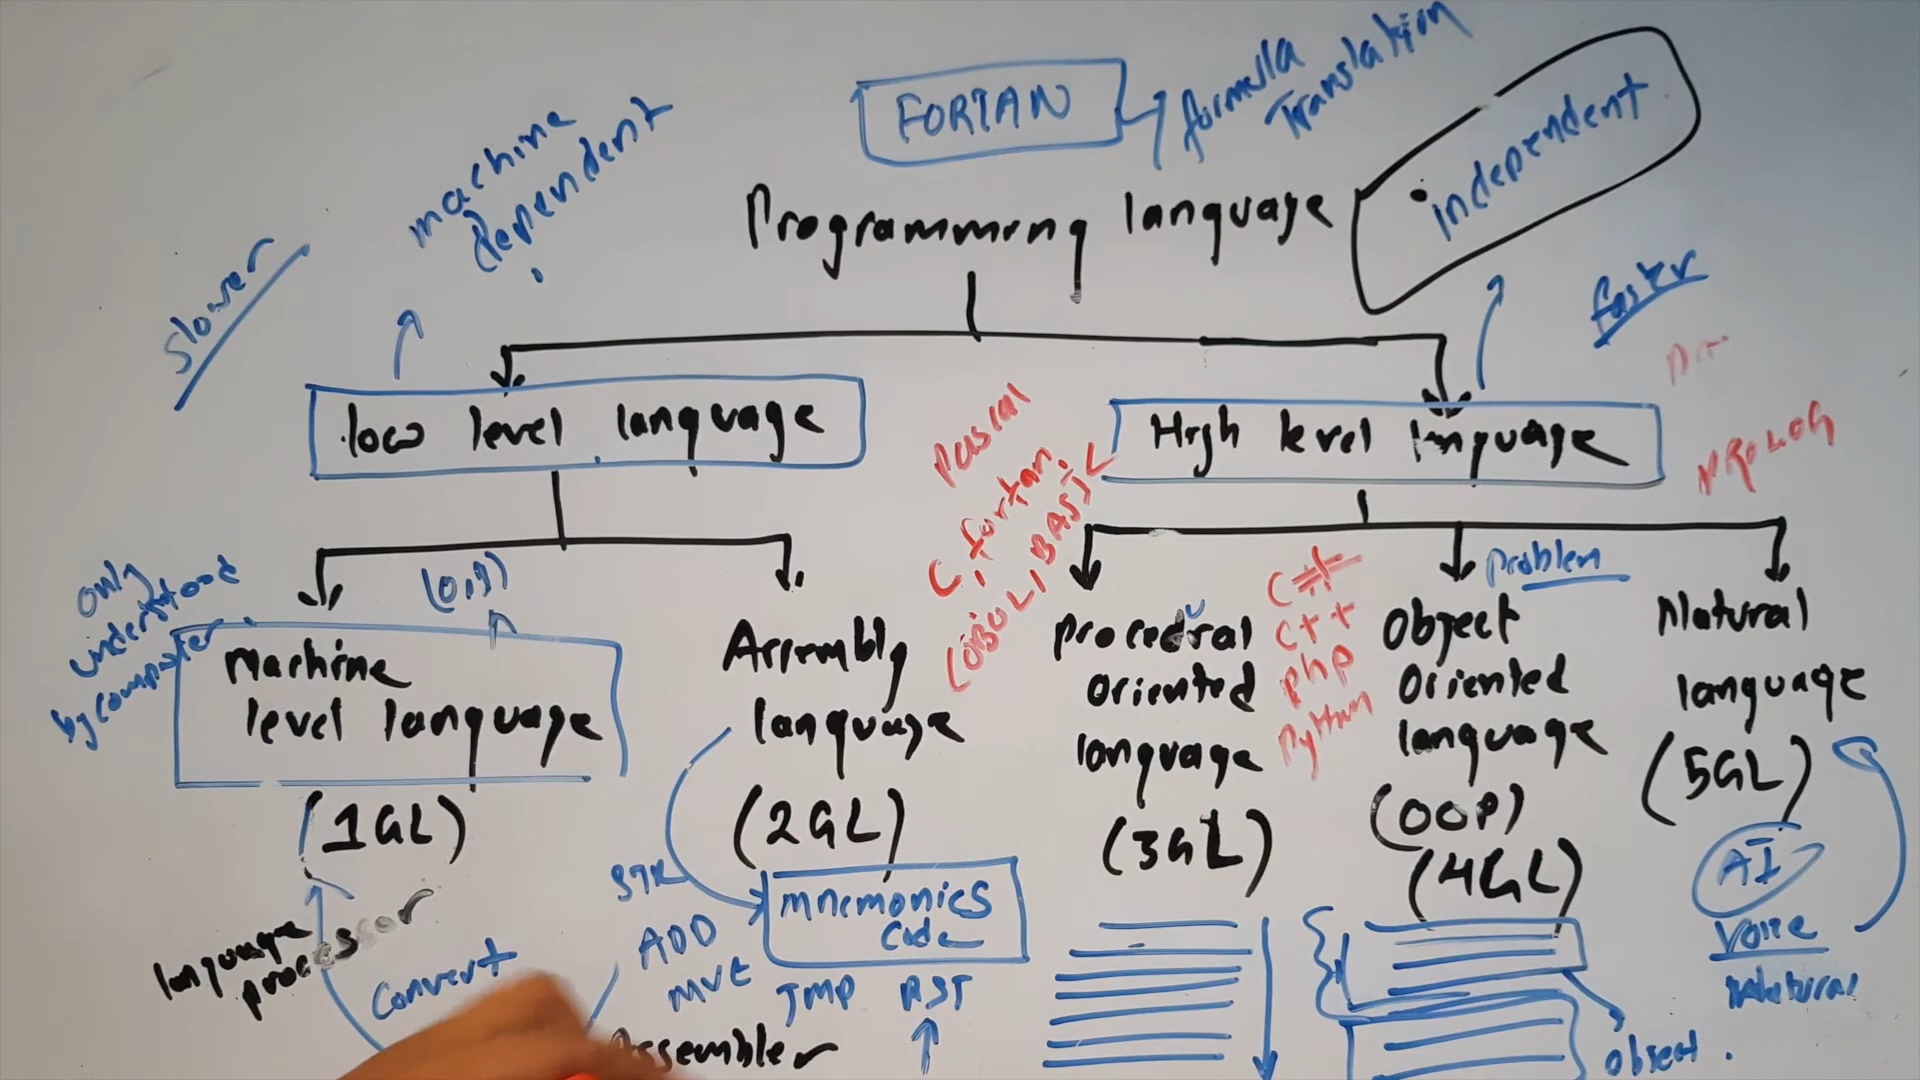 FORTAN
formella
Translation
machine
dependent
independent
Programming language
Slower
faster
low level language
High level language
Pascal
C, fortan,
COBOL, BASIC
PROLOG
only
understood
by computer
(0,1)
Machine
level language
(1GL)
Assembly
language
(2GL)
Procedural
Oriented
language
(3GL)
C++
php
Python
Problem
Object
Oriented
language
(OOP)
(4GL)
Natural
language
(5GL)
AI
Voice
Natural
STR
mnemonics
Code
ADD
MVE
JMP
RST
language
processor
Convert
Assembler
Object.